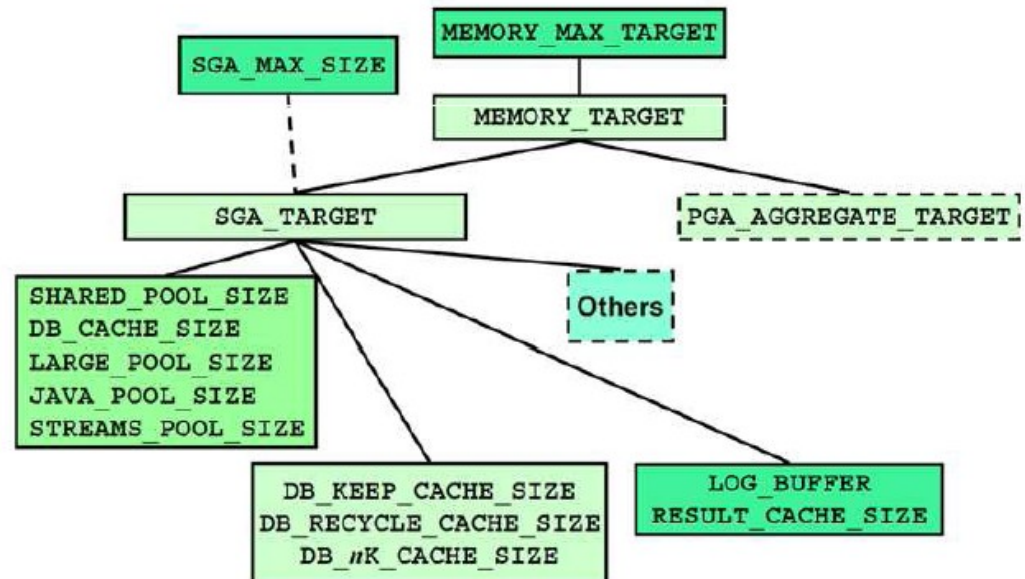 MEMORY_MAX_TARGET
SGA_MAX_SIZE
MEMORY_TARGET
SGA_TARGET
PGA_AGGREGATE_TARGET
SHARED_POOL_SIZE
DB_CACHE_SIZE
LARGE_POOL_SIZE
JAVA_POOL_SIZE
STREAMS_POOL_SIZE
Others
DB_KEEP_CACHE_SIZE
DB_RECYCLE_CACHE_SIZE
DB_nK_CACHE_SIZE
LOG_BUFFER
RESULT_CACHE_SIZE